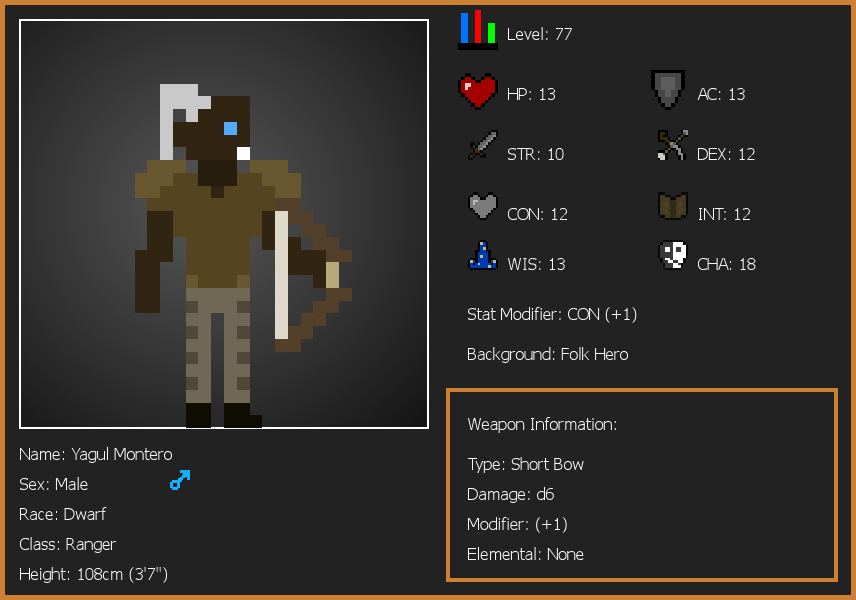 Level: 77
HP: 13
AC: 13
STR: 10
DEX: 12
CON: 12
INT: 12
WIS: 13
CHA: 18
Stat Modifier: CON (+1)
Background: Folk Hero
Weapon Information:
Type: Short Bow
Damage: d6
Modifier: (+1)
Elemental: None
Name: Yagul Montero
Sex: Male
Race: Dwarf
Class: Ranger
Height: 108cm (3'7")